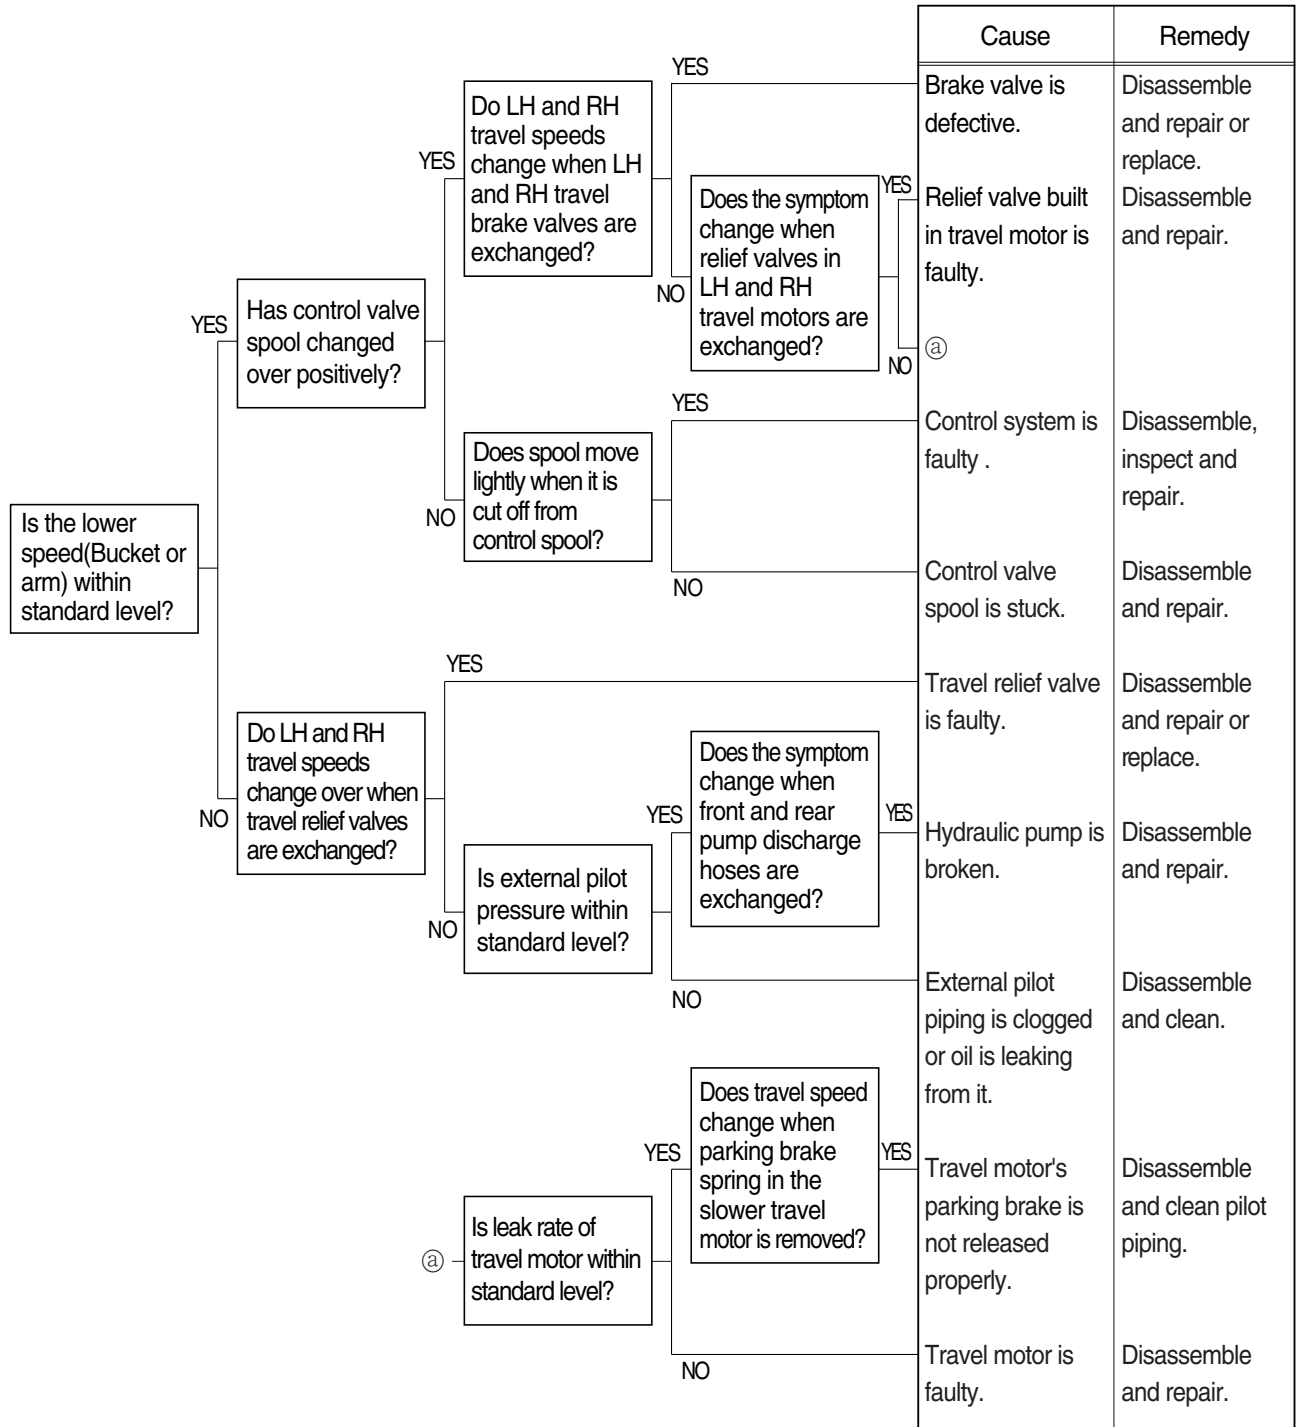 Cause
Remedy
YES
Brake valve is
defective.
Disassemble
and repair or
replace.
Do LH and RH
travel speeds
change when LH
and RH travel
brake valves are
exchanged?
YES
YES
Does the symptom
change when
relief valves in
LH and RH
travel motors are
exchanged?
Relief valve built
in travel motor is
faulty.
Disassemble
and repair.
NO
NO
ⓐ
YES
Has control valve
spool changed
over positively?
YES
Control system is
faulty .
Disassemble,
inspect and
repair.
Does spool move
lightly when it is
cut off from
control spool?
NO
NO
Control valve
spool is stuck.
Disassemble
and repair.
Is the lower
speed(Bucket or
arm) within
standard level?
YES
Travel relief valve
is faulty.
Disassemble
and repair or
replace.
NO
Do LH and RH
travel speeds
change over when
travel relief valves
are exchanged?
Does the symptom
change when
front and rear
pump discharge
hoses are
exchanged?
YES
YES
Hydraulic pump is
broken.
Disassemble
and repair.
NO
Is external pilot
pressure within
standard level?
NO
External pilot
piping is clogged
or oil is leaking
from it.
Disassemble
and clean.
Does travel speed
change when
parking brake
spring in the
slower travel
motor is removed?
YES
YES
Travel motor's
parking brake is
not released
properly.
Disassemble
and clean pilot
piping.
ⓐ
Is leak rate of
travel motor within
standard level?
NO
Travel motor is
faulty.
Disassemble
and repair.